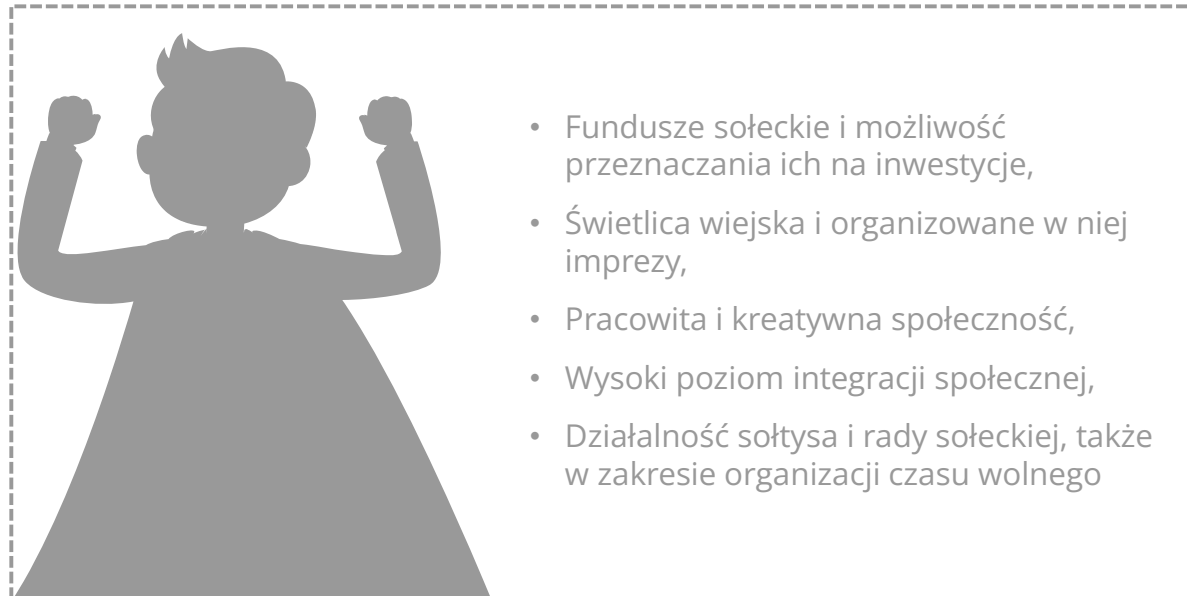 • Fundusze sołeckie i możliwość
przeznaczania ich na inwestycje,
• Świetlica wiejska i organizowane w niej
imprezy,
• Pracowita i kreatywna społeczność,
• Wysoki poziom integracji społecznej,
• Działalność sołtysa i rady sołeckiej, także
w zakresie organizacji czasu wolnego